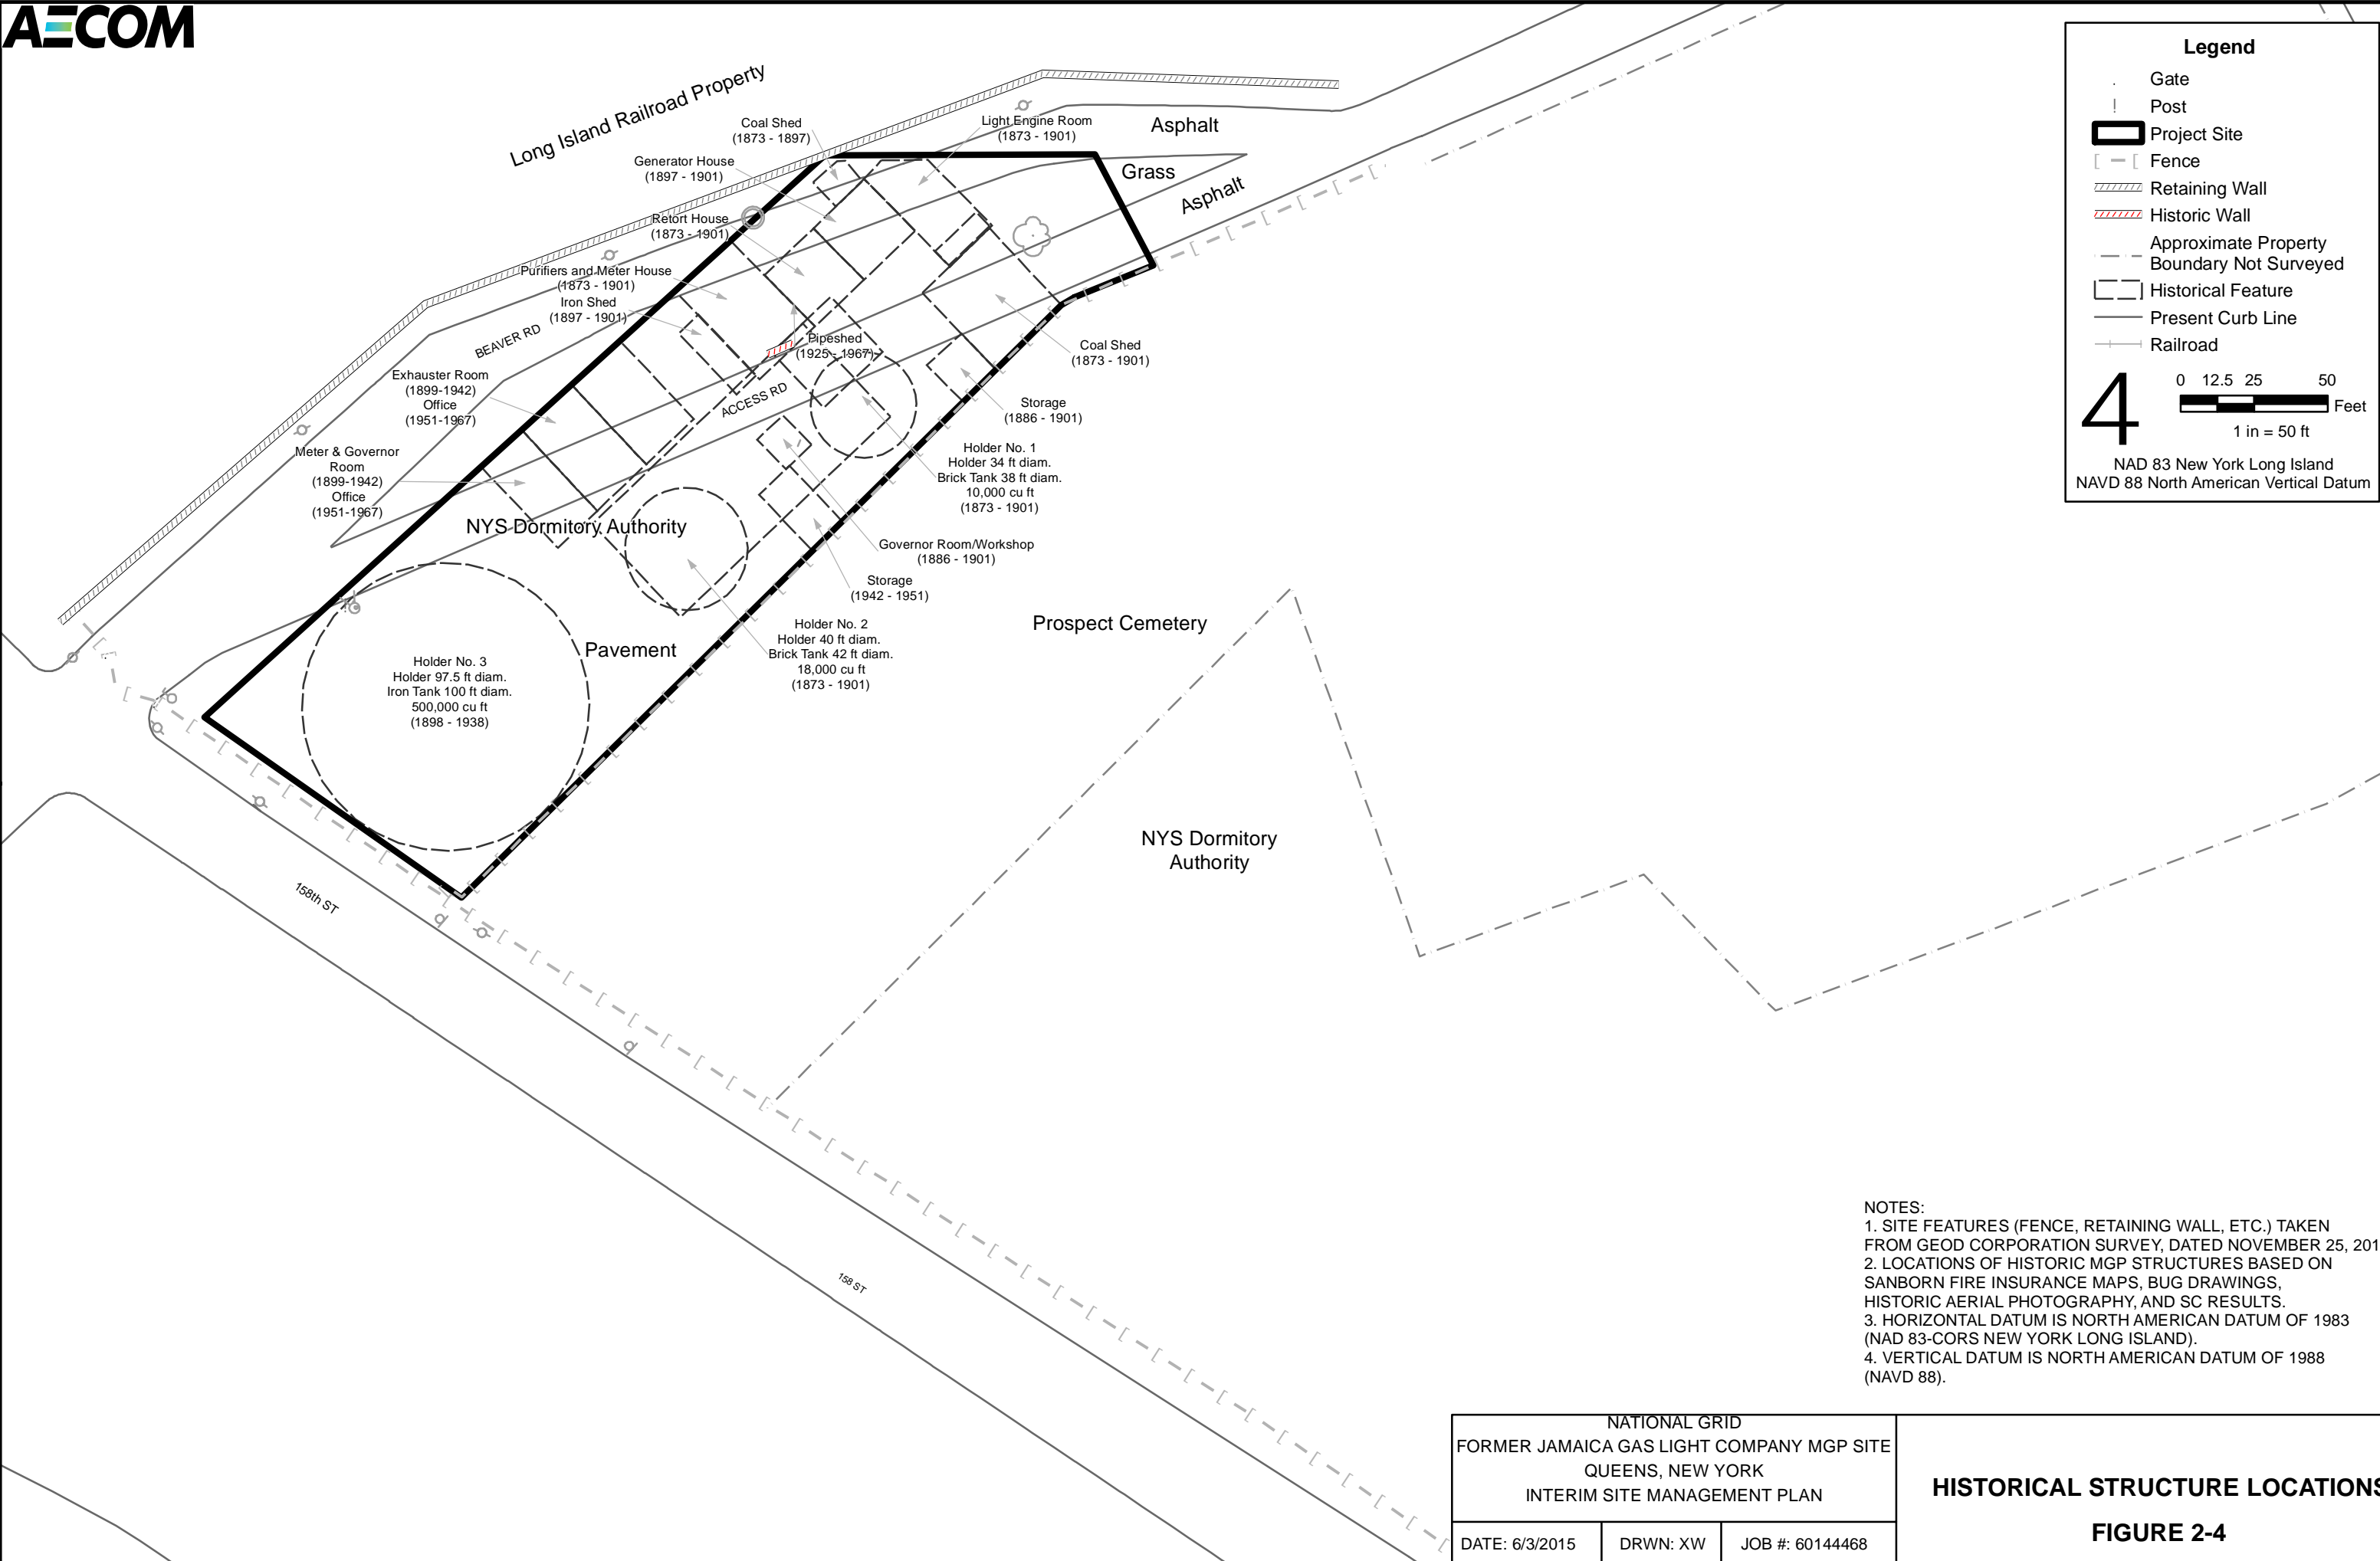 AECOM
Long Island Railroad Property
Coal Shed
(1873 - 1897)
Light Engine Room
(1873 - 1901)
Asphalt
Generator House
(1897 - 1901)
Grass
Asphalt
Retort House
(1873 - 1901)
Purifiers and Meter House
(1873 - 1901)
Iron Shed
(1897 - 1901)
BEAVER RD
Pipeshed
(1925 - 1967)
Coal Shed
(1873 - 1901)
Exhauster Room
(1899-1942)
Office
(1951-1967)
ACCESS RD
Storage
(1886 - 1901)
Meter & Governor
Room
(1899-1942)
Office
(1951-1967)
Holder No. 1
Holder 34 ft diam.
Brick Tank 38 ft diam.
10,000 cu ft
(1873 - 1901)
NYS Dormitory Authority
Governor Room/Workshop
(1886 - 1901)
Storage
(1942 - 1951)
Holder No. 2
Holder 40 ft diam.
Brick Tank 42 ft diam.
18,000 cu ft
(1873 - 1901)
Pavement
Prospect Cemetery
Holder No. 3
Holder 97.5 ft diam.
Iron Tank 100 ft diam.
500,000 cu ft
(1898 - 1938)
NYS Dormitory
Authority
158th ST
158 ST
Legend
Gate
Post
Project Site
Fence
Retaining Wall
Historic Wall
Approximate Property
Boundary Not Surveyed
Historical Feature
Present Curb Line
Railroad
4
0 12.5 25 50
Feet
1 in = 50 ft
NAD 83 New York Long Island
NAVD 88 North American Vertical Datum
NOTES:
1. SITE FEATURES (FENCE, RETAINING WALL, ETC.) TAKEN
FROM GEOD CORPORATION SURVEY, DATED NOVEMBER 25, 201
2. LOCATIONS OF HISTORIC MGP STRUCTURES BASED ON
SANBORN FIRE INSURANCE MAPS, BUG DRAWINGS,
HISTORIC AERIAL PHOTOGRAPHY, AND SC RESULTS.
3. HORIZONTAL DATUM IS NORTH AMERICAN DATUM OF 1983
(NAD 83-CORS NEW YORK LONG ISLAND).
4. VERTICAL DATUM IS NORTH AMERICAN DATUM OF 1988
(NAVD 88).
NATIONAL GRID
FORMER JAMAICA GAS LIGHT COMPANY MGP SITE
QUEENS, NEW YORK
INTERIM SITE MANAGEMENT PLAN
DATE: 6/3/2015
DRWN: XW
JOB #: 60144468
HISTORICAL STRUCTURE LOCATIONS
FIGURE 2-4